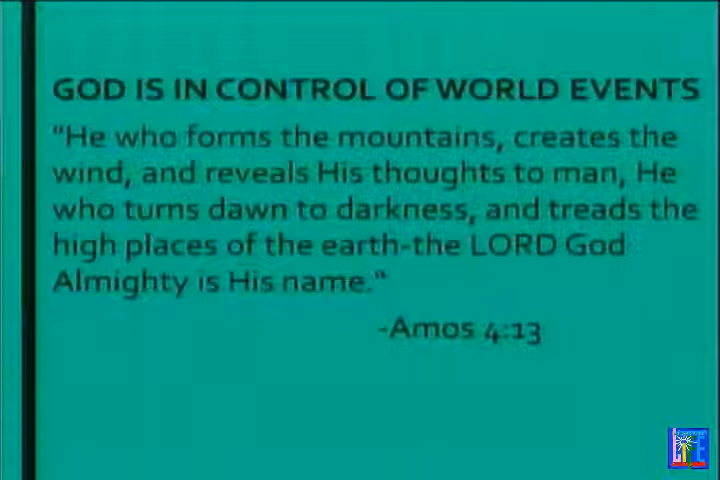 GOD IS IN CONTROL OF WORLD EVENTS
"He who forms the mountains, creates the
wind, and reveals His thoughts to man, He
who turns dawn to darkness, and treads the
high places of the earth-the LORD God
Almighty is His name."
-Amos 4:13